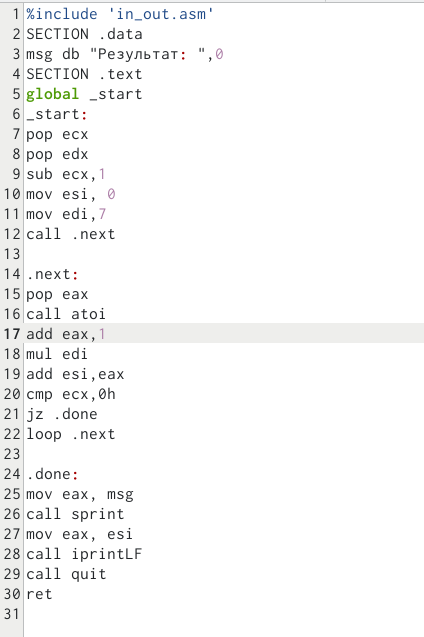 1 %include 'in_out.asm'
2 SECTION .data
3 msg db "Результат: ",0
4 SECTION .text
5 global _start
6 _start:
7 pop ecx
8 pop edx
9 sub ecx,1
10 mov esi, 0
11 mov edi,7
12 call .next
13
14 .next:
15 pop eax
16 call atoi
17 add eax,1
18 mul edi
19 add esi,eax
20 cmp ecx,0h
21 jz .done
22 loop .next
23
24 .done:
25 mov eax, msg
26 call sprint
27 mov eax, esi
28 call iprintLF
29 call quit
30 ret
31